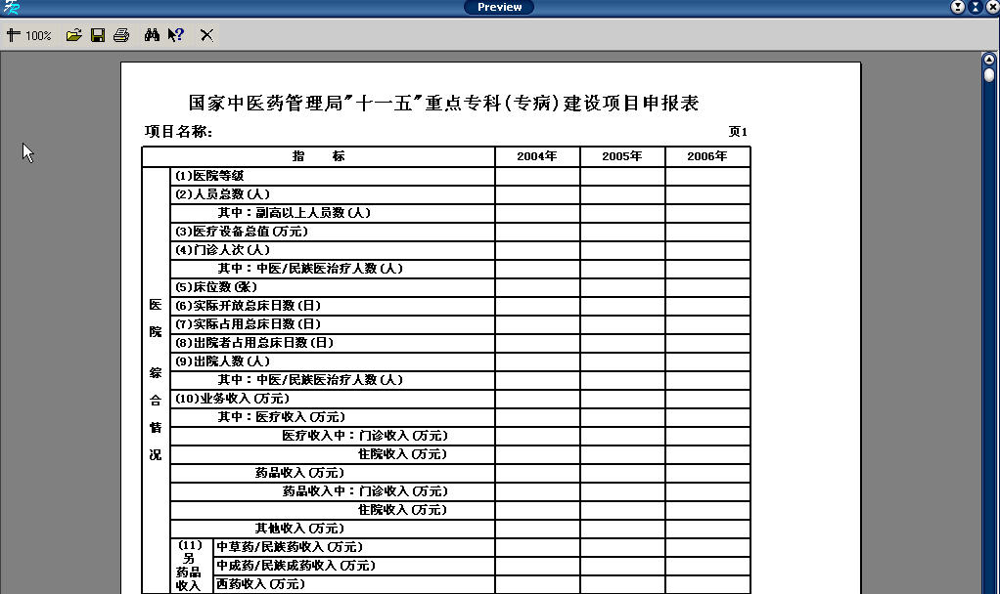 Preview
100%
国家中医药管理局"十一五"重点专科(专病)建设项目申报表
项目名称:
页1
指 标 2004年 2005年 2006年
医院综合情况
(1)医院等级
(2)人员总数(人)
其中:副高以上人员数(人)
(3)医疗设备总值(万元)
(4)门诊人次(人)
其中:中医/民族医治疗人数(人)
(5)床位数(张)
(6)实际开放总床日数(日)
(7)实际占用总床日数(日)
(8)出院者占用总床日数(日)
(9)出院人数(人)
其中:中医/民族医治疗人数(人)
(10)业务收入(万元)
其中:医疗收入(万元)
医疗收入中:门诊收入(万元)
住院收入(万元)
药品收入(万元)
药品收入中:门诊收入(万元)
住院收入(万元)
其他收入(万元)
(11)
另
药品
收入
中草药/民族药收入(万元)
中成药/民族成药收入(万元)
西药收入(万元)